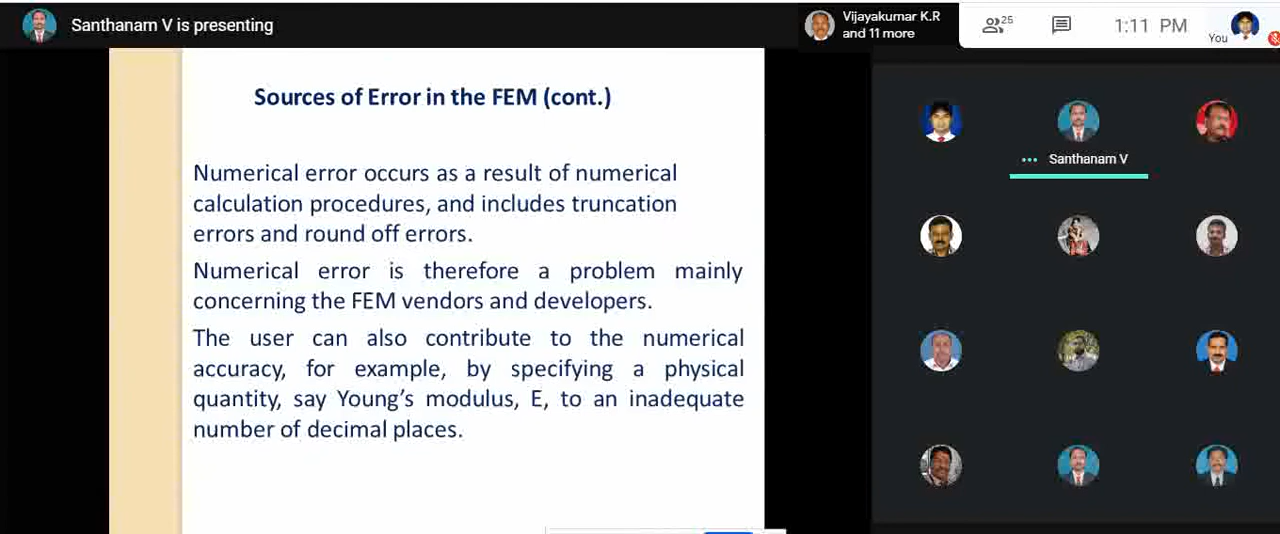 Santhanam V is presenting
Vijayakumar K.R
and 11 more
25
1:11 PM
You
Sources of Error in the FEM (cont.)
Numerical error occurs as a result of numerical
calculation procedures, and includes truncation
errors and round off errors.
Numerical error is therefore a problem mainly
concerning the FEM vendors and developers.
The user can also contribute to the numerical
accuracy, for example, by specifying a physical
quantity, say Young’s modulus, E, to an inadequate
number of decimal places.
Santhanam V